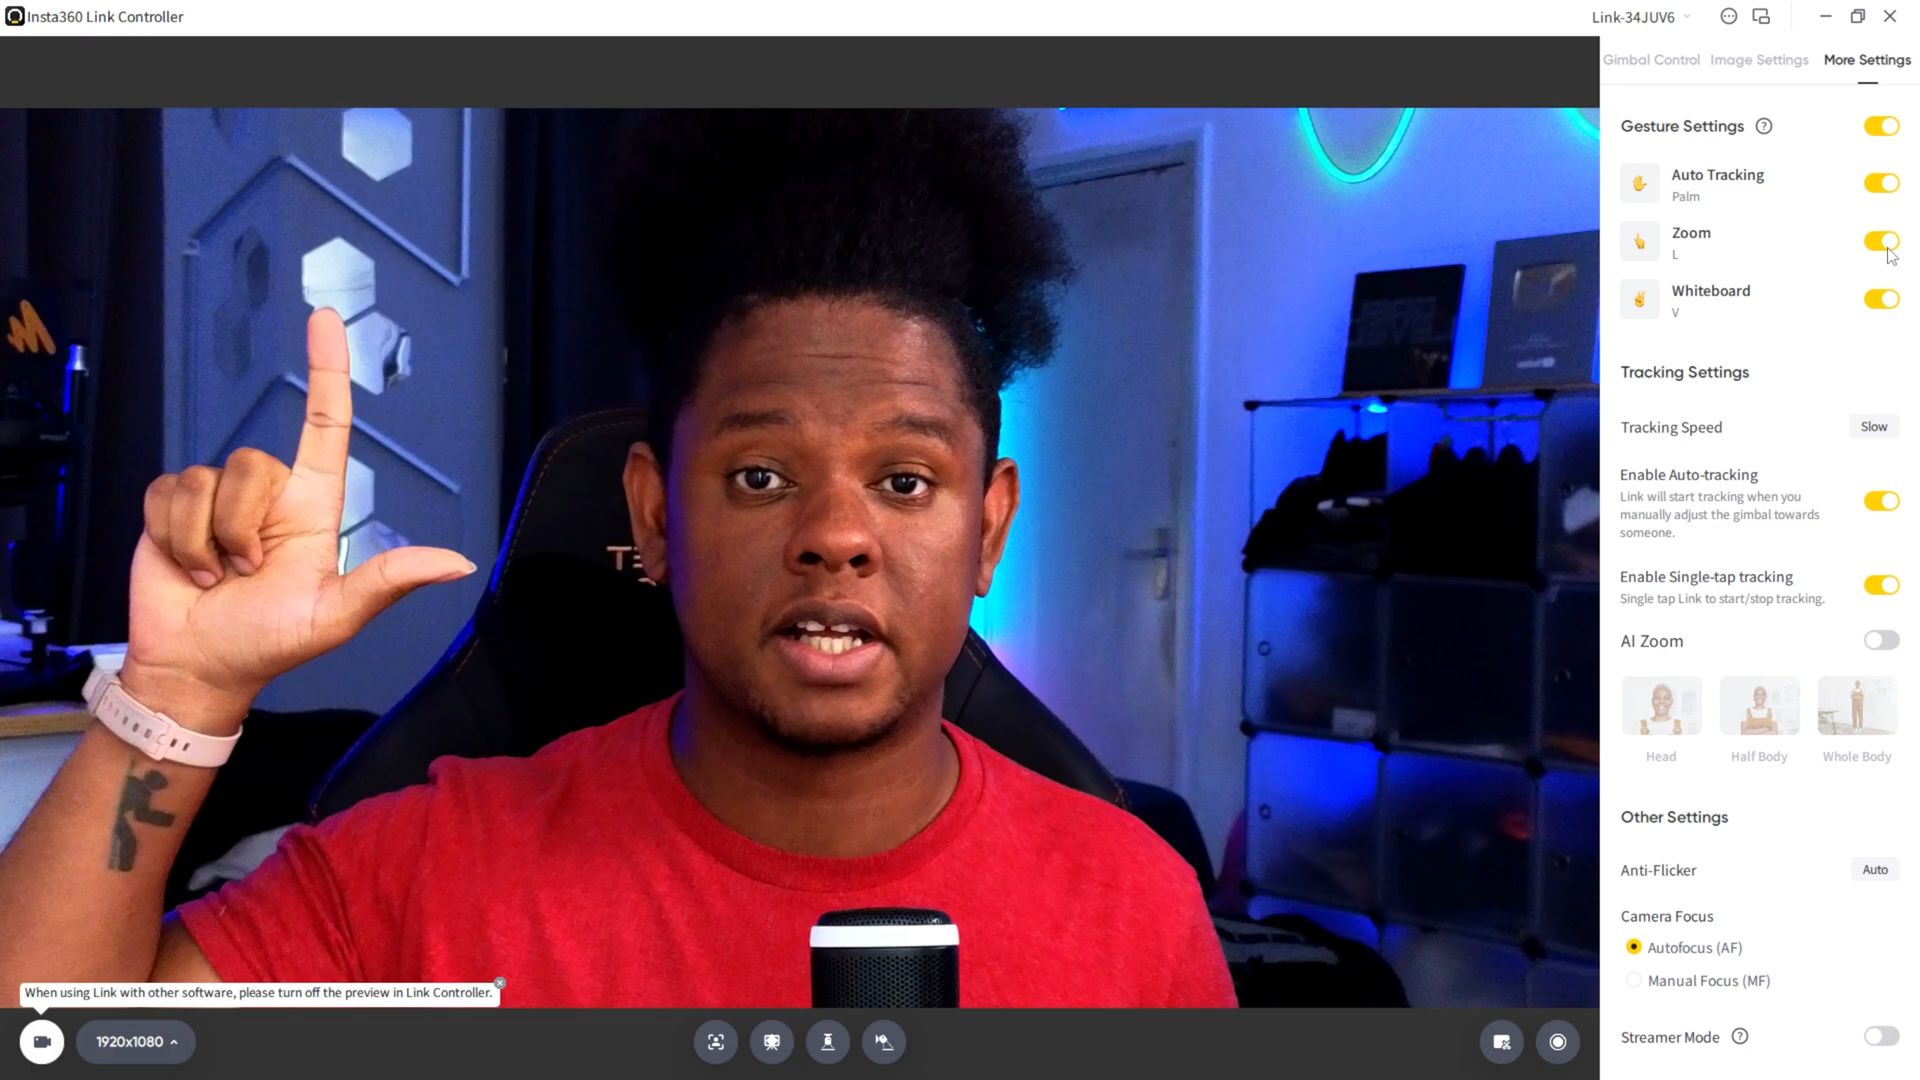 Insta360 Link Controller
Link-34JUV6
Gimbal Control Image Settings More Settings
Gesture Settings ?
Auto Tracking
Palm
Zoom
L
Whiteboard
V
Tracking Settings
Tracking Speed Slow
Enable Auto-tracking
Link will start tracking when you
manually adjust the gimbal towards
someone.
Enable Single-tap tracking
Single tap Link to start/stop tracking.
AI Zoom
Head Half Body Whole Body
Other Settings
Anti-Flicker Auto
Camera Focus
Autofocus (AF)
Manual Focus (MF)
Streamer Mode ?
When using Link with other software, please turn off the preview in Link Controller.
1920x1080